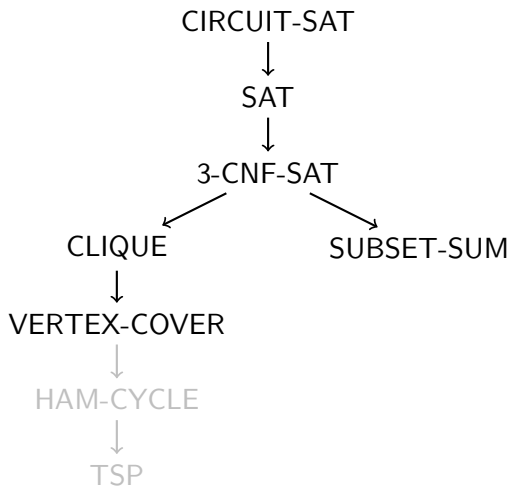 CIRCUIT-SAT
SAT
3-CNF-SAT
CLIQUE
SUBSET-SUM
VERTEX-COVER
HAM-CYCLE
TSP